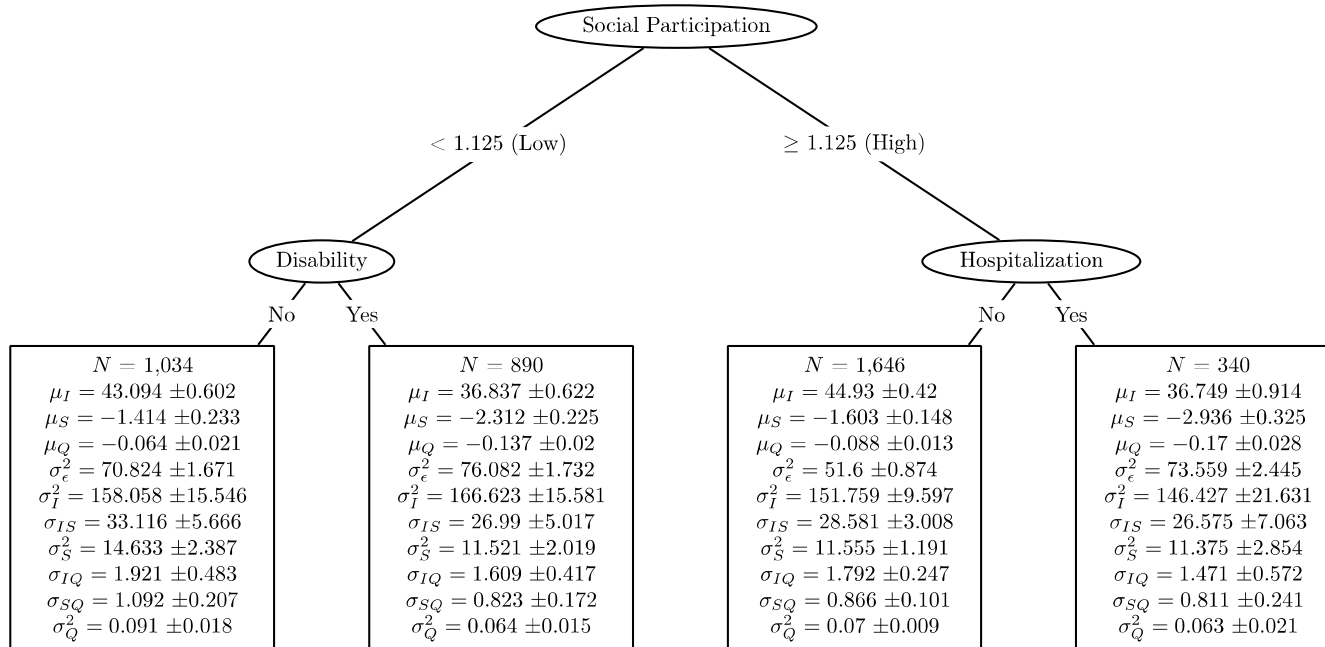 Social Participation
< 1.125 (Low)
≥ 1.125 (High)
Disability
Hospitalization
No
Yes
No
Yes
N = 1,034
μ_I = 43.094 ±0.602
μ_S = −1.414 ±0.233
μ_Q = −0.064 ±0.021
σ²_ϵ = 70.824 ±1.671
σ²_I = 158.058 ±15.546
σ_IS = 33.116 ±5.666
σ²_S = 14.633 ±2.387
σ_IQ = 1.921 ±0.483
σ_SQ = 1.092 ±0.207
σ²_Q = 0.091 ±0.018
N = 890
μ_I = 36.837 ±0.622
μ_S = −2.312 ±0.225
μ_Q = −0.137 ±0.02
σ²_ϵ = 76.082 ±1.732
σ²_I = 166.623 ±15.581
σ_IS = 26.99 ±5.017
σ²_S = 11.521 ±2.019
σ_IQ = 1.609 ±0.417
σ_SQ = 0.823 ±0.172
σ²_Q = 0.064 ±0.015
N = 1,646
μ_I = 44.93 ±0.42
μ_S = −1.603 ±0.148
μ_Q = −0.088 ±0.013
σ²_ϵ = 51.6 ±0.874
σ²_I = 151.759 ±9.597
σ_IS = 28.581 ±3.008
σ²_S = 11.555 ±1.191
σ_IQ = 1.792 ±0.247
σ_SQ = 0.866 ±0.101
σ²_Q = 0.07 ±0.009
N = 340
μ_I = 36.749 ±0.914
μ_S = −2.936 ±0.325
μ_Q = −0.17 ±0.028
σ²_ϵ = 73.559 ±2.445
σ²_I = 146.427 ±21.631
σ_IS = 26.575 ±7.063
σ²_S = 11.375 ±2.854
σ_IQ = 1.471 ±0.572
σ_SQ = 0.811 ±0.241
σ²_Q = 0.063 ±0.021